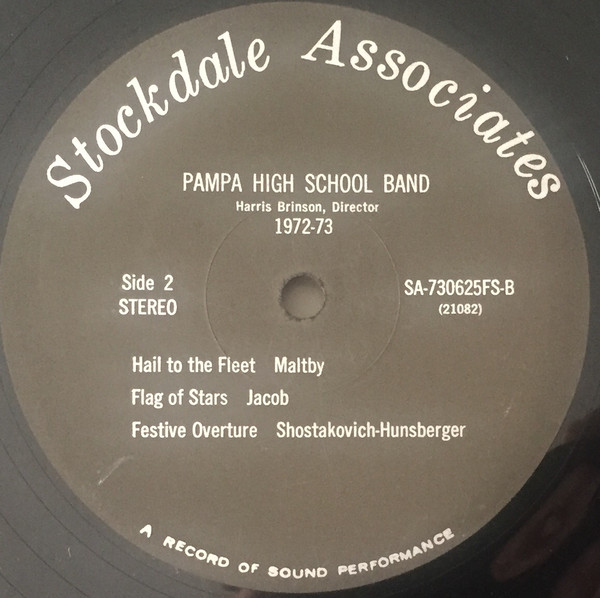 Stockdale Associates
PAMPA HIGH SCHOOL BAND
Harris Brinson, Director
1972-73
Side 2
STEREO
SA-730625FS-B
(21082)
Hail to the Fleet Maltby
Flag of Stars Jacob
Festive Overture Shostakovich-Hunsberger
A RECORD OF SOUND PERFORMANCE